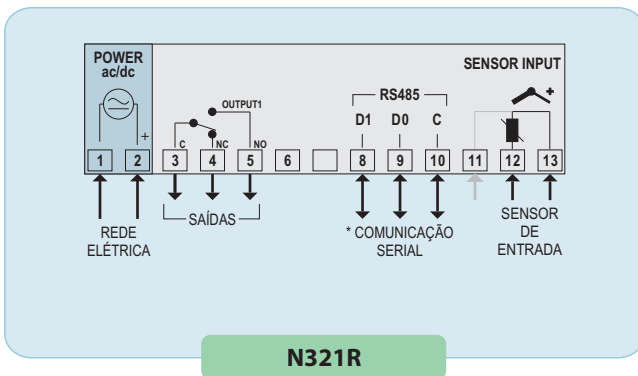 POWER
ac/dc
SENSOR INPUT
+
OUTPUT1
RS485
D1 D0 C
+
C NC NO
1 2 3 4 5 6 8 9 10 11 12 13
SAÍDAS
REDE
ELÉTRICA
* COMUNICAÇÃO
SERIAL
SENSOR
DE
ENTRADA
N321R